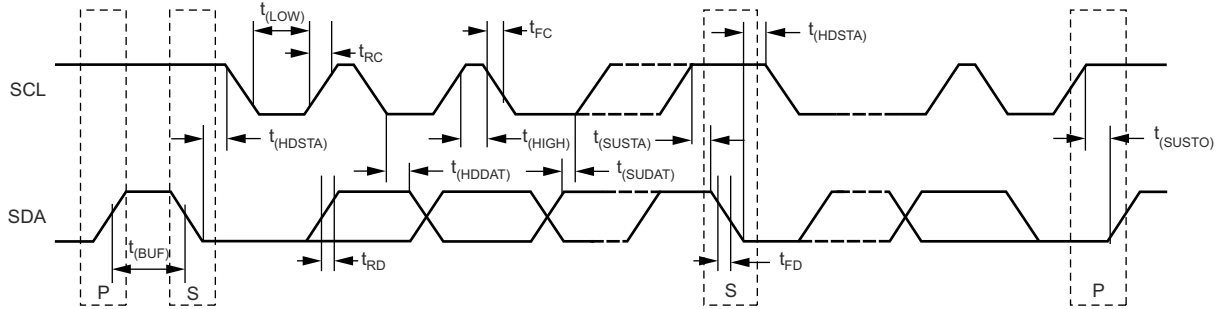 t(LOW)
tRC
tFC
t(HDSTA)
SCL
t(HDSTA)
t(HIGH)
t(SUSTA)
t(SUSTO)
t(HDDAT)
t(SUDAT)
SDA
t(BUF)
tRD
tFD
P
S
S
P